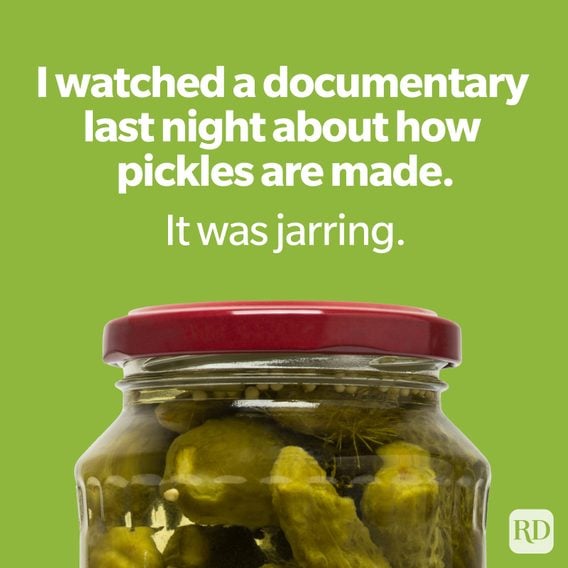 I watched a documentary
last night about how
pickles are made.
It was jarring.
RD